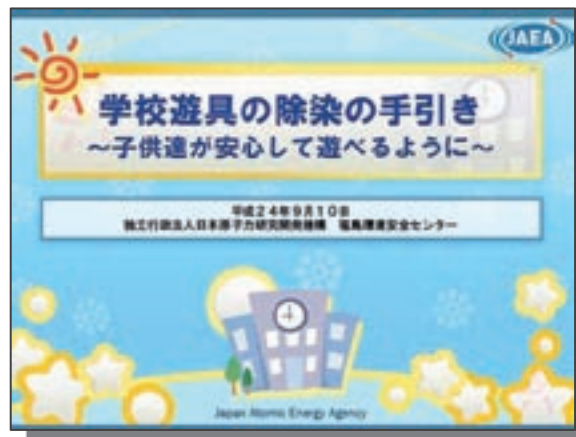 JAEA
学校遊具の除染の手引き
~子供達が安心して遊べるように~
平成24年9月10日
独立行政法人日本原子力研究開発機構 福島環境安全センター
Japan Atomic Energy Agency